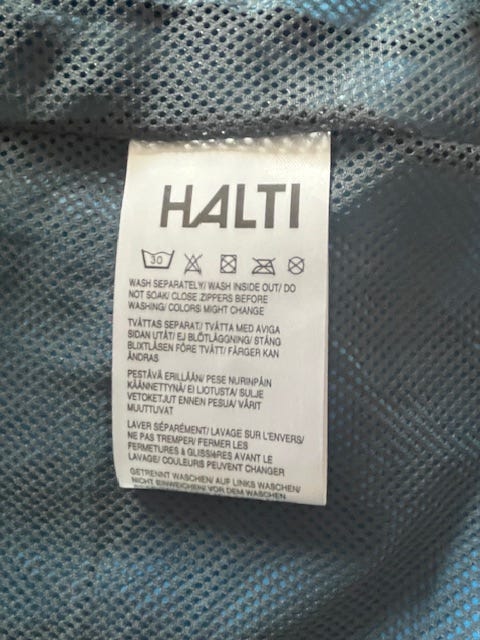 HALTI
30
WASH SEPARATELY/ WASH INSIDE OUT/ DO
NOT SOAK/ CLOSE ZIPPERS BEFORE
WASHING/ COLORS MIGHT CHANGE
TVÄTTAS SEPARAT/ TVÄTTA MED AVIGA
SIDAN UTÅT/ EJ BLÖTLÄGGNING/ STÄNG
BLIXTLÅSEN FÖRE TVÄTT/ FÄRGER KAN
ÄNDRAS
PESTÄVÄ ERILLÄÄN/ PESE NURINPÄIN
KÄÄNNETTYNÄ/ EI LIOTUSTA/ SULJE
VETOKETJUT ENNEN PESUA/ VÄRIT
MUUTTUVAT
LAVER SÉPARÉMENT/ LAVAGE SUR L'ENVERS/
NE PAS TREMPER/ FERMER LES
FERMETURES & GLISSIÈRES AVANT LE
LAVAGE/ COULEURS PEUVENT CHANGER
GETRENNT WASCHEN/ AUF LINKS WASCHEN/
NICHT EINWEICHEN/ VOR DEM WASCHEN